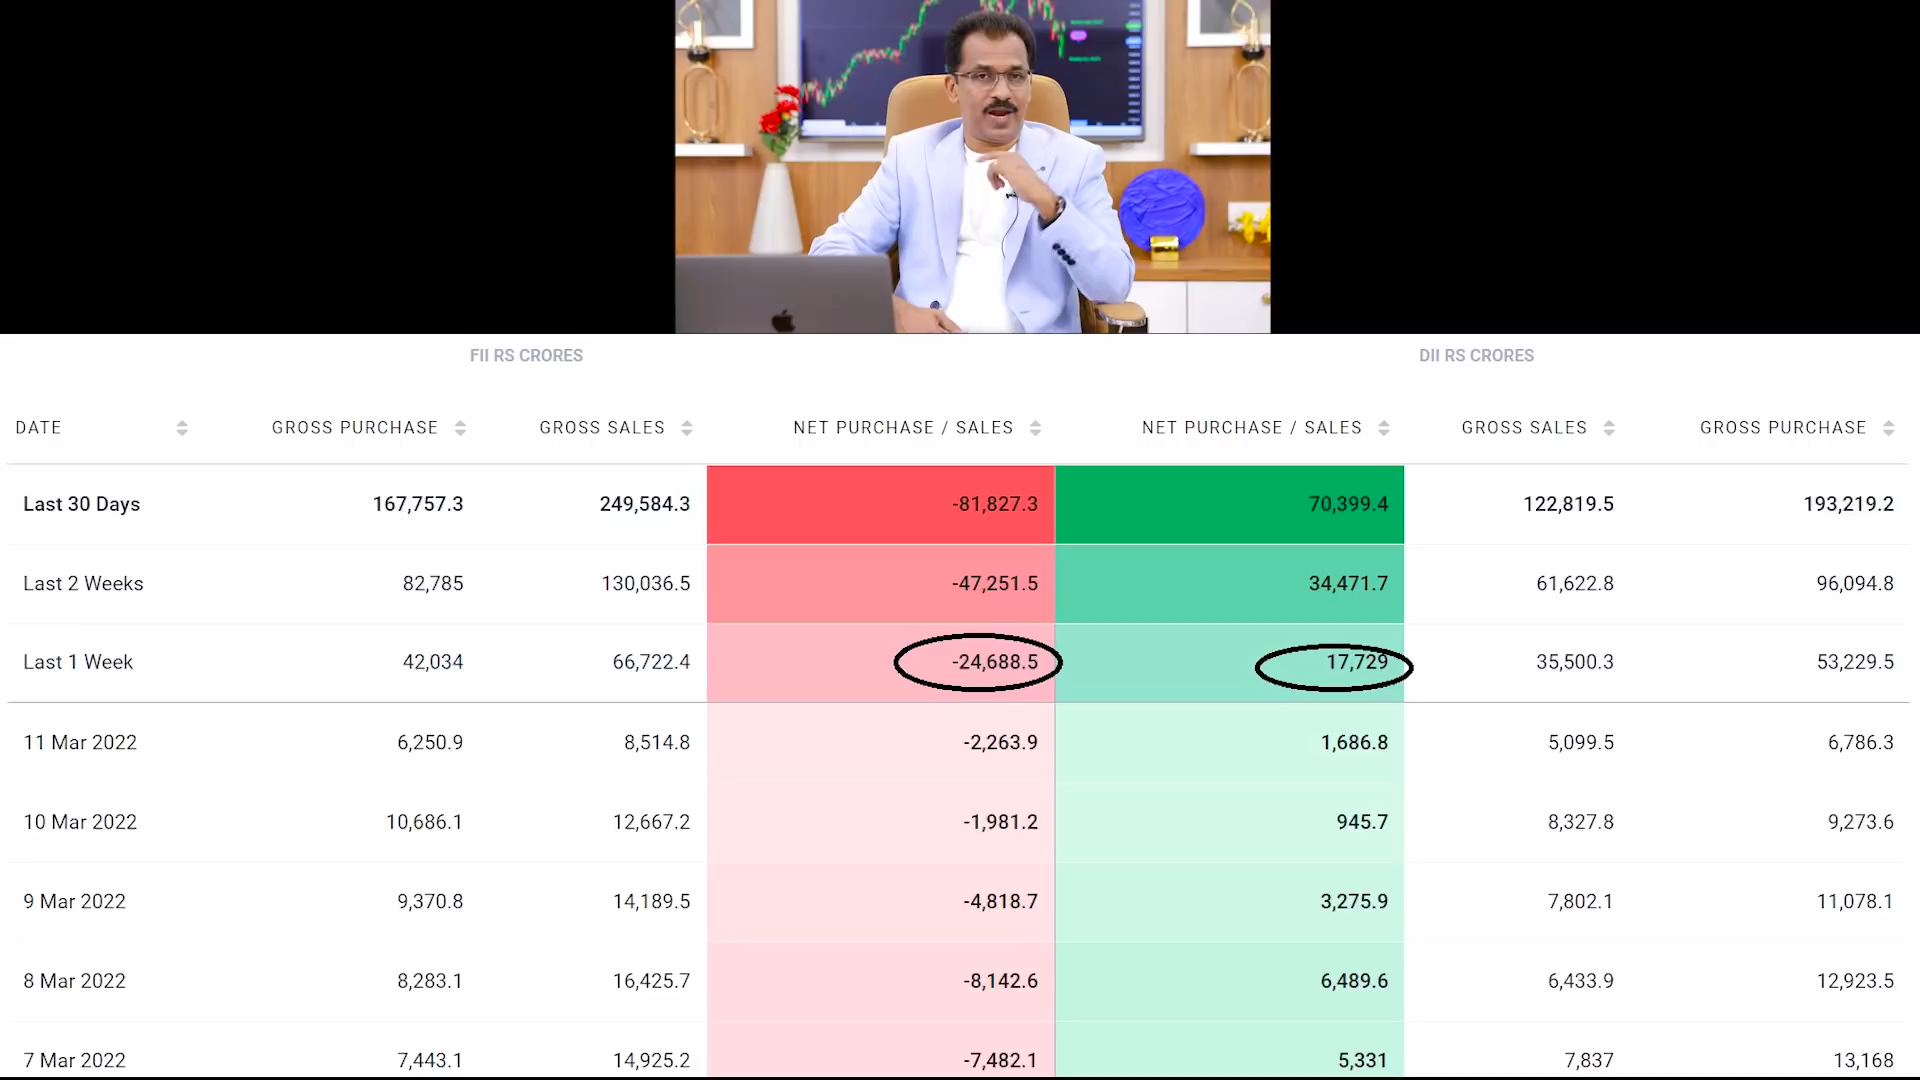 FII RS CRORES DII RS CRORES
DATE GROSS PURCHASE GROSS SALES NET PURCHASE / SALES NET PURCHASE / SALES GROSS SALES GROSS PURCHASE
Last 30 Days 167,757.3 249,584.3 -81,827.3 70,399.4 122,819.5 193,219.2
Last 2 Weeks 82,785 130,036.5 -47,251.5 34,471.7 61,622.8 96,094.8
Last 1 Week 42,034 66,722.4 -24,688.5 17,729 35,500.3 53,229.5
11 Mar 2022 6,250.9 8,514.8 -2,263.9 1,686.8 5,099.5 6,786.3
10 Mar 2022 10,686.1 12,667.2 -1,981.2 945.7 8,327.8 9,273.6
9 Mar 2022 9,370.8 14,189.5 -4,818.7 3,275.9 7,802.1 11,078.1
8 Mar 2022 8,283.1 16,425.7 -8,142.6 6,489.6 6,433.9 12,923.5
7 Mar 2022 7,443.1 14,925.2 -7,482.1 5,331 7,837 13,168